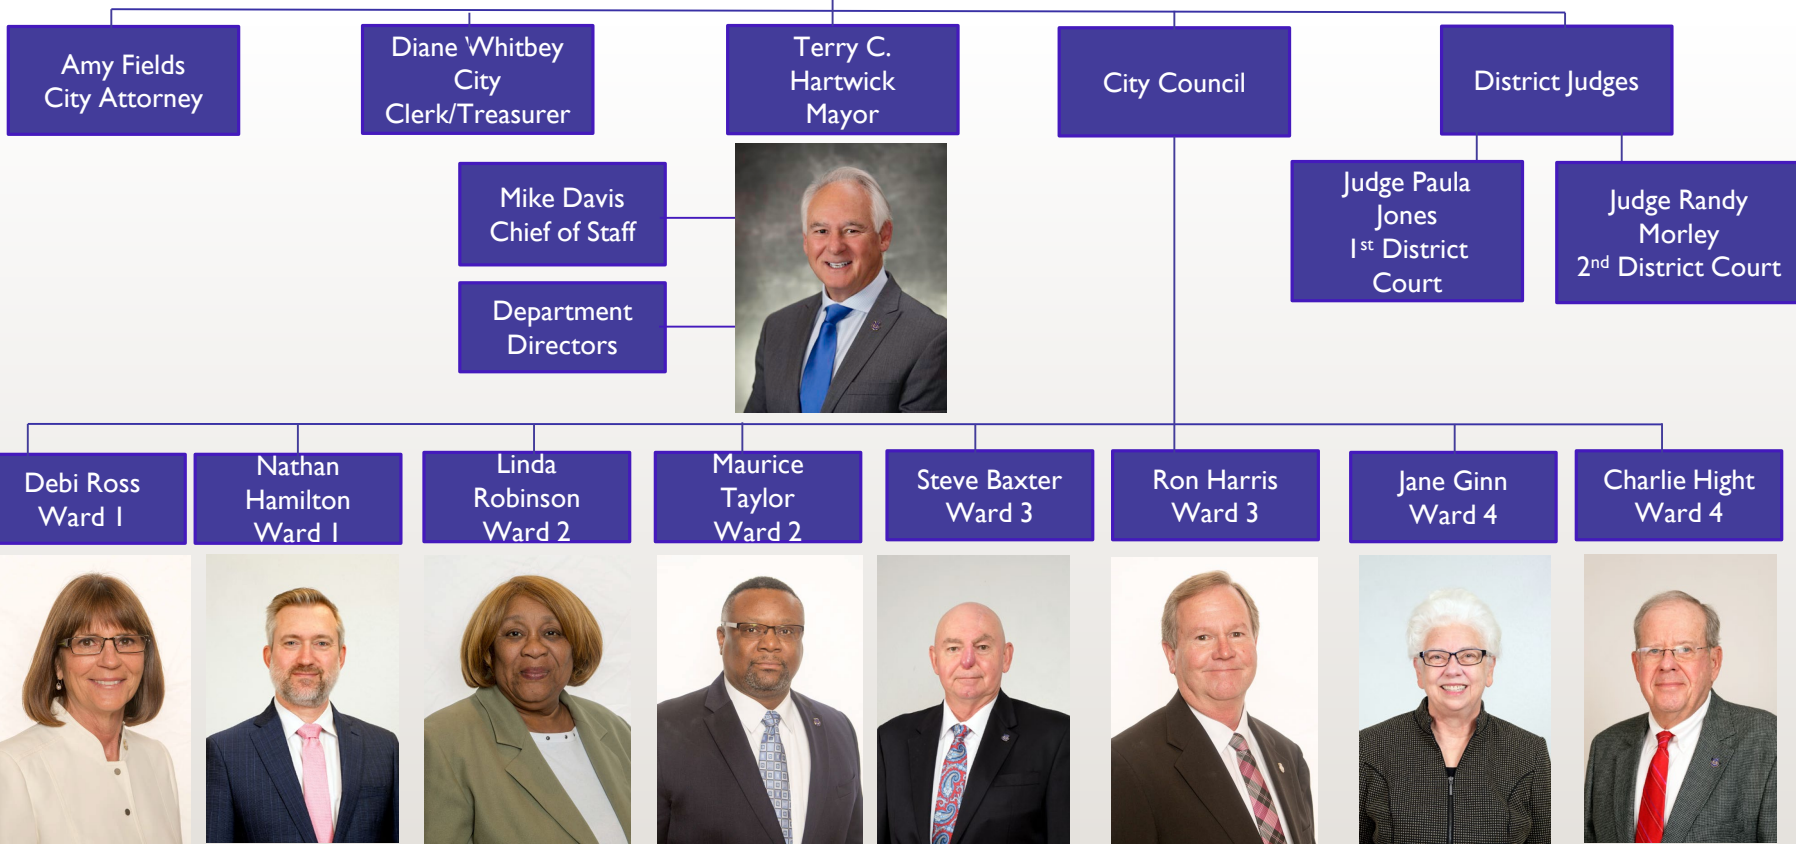 Amy Fields
City Attorney
Diane Whitbey
City
Clerk/Treasurer
Terry C.
Hartwick
Mayor
City Council
District Judges
Mike Davis
Chief of Staff
Department
Directors
Judge Paula
Jones
1st District
Court
Judge Randy
Morley
2nd District Court
Debi Ross
Ward 1
Nathan
Hamilton
Ward 1
Linda
Robinson
Ward 2
Maurice
Taylor
Ward 2
Steve Baxter
Ward 3
Ron Harris
Ward 3
Jane Ginn
Ward 4
Charlie Hight
Ward 4